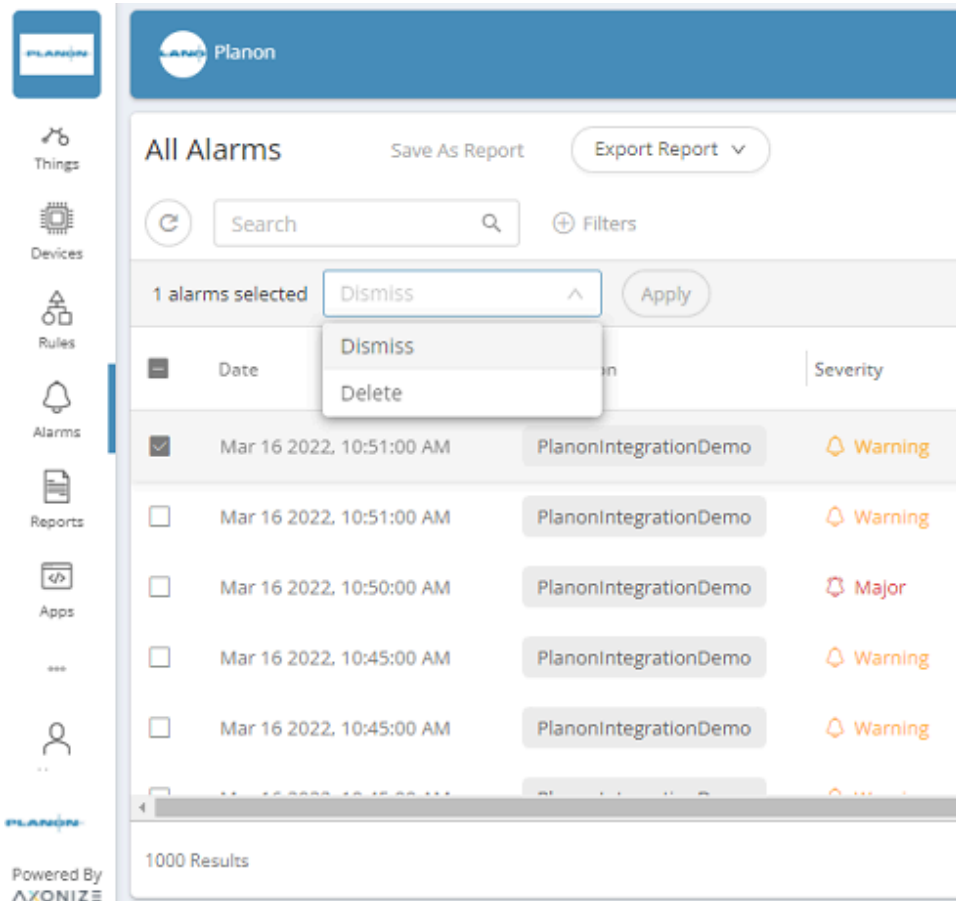 PLANON
LANO Planon
Things
Devices
Rules
Alarms
Reports
Apps
PLANON
Powered By
AXONIZE
All Alarms Save As Report Export Report
Search Filters
1 alarms selected Dismiss Apply
Dismiss
Delete
Date on Severity
Mar 16 2022, 10:51:00 AM PlanonIntegrationDemo Warning
Mar 16 2022, 10:51:00 AM PlanonIntegrationDemo Warning
Mar 16 2022, 10:50:00 AM PlanonIntegrationDemo Major
Mar 16 2022, 10:45:00 AM PlanonIntegrationDemo Warning
Mar 16 2022, 10:45:00 AM PlanonIntegrationDemo Warning
1000 Results